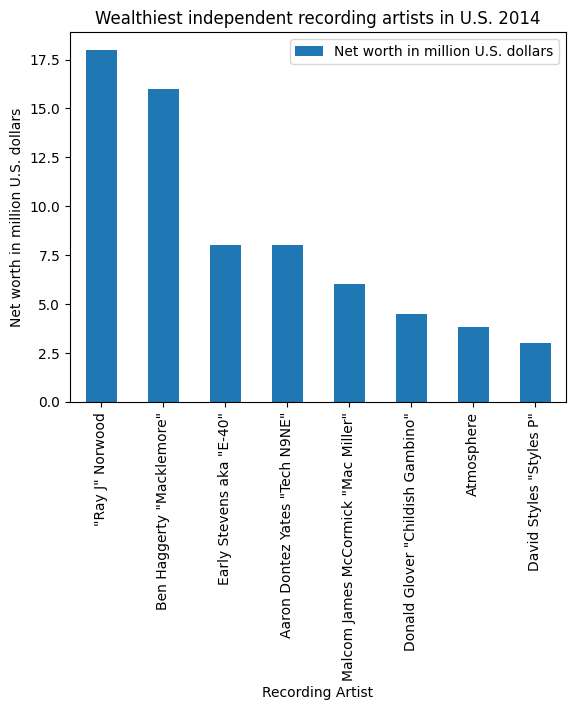 Wealthiest independent recording artists in U.S. 2014
Net worth in million U.S. dollars
Net worth in million U.S. dollars
17.5
15.0
12.5
10.0
7.5
5.0
2.5
0.0
"Ray J" Norwood
Ben Haggerty "Macklemore"
Early Stevens aka "E-40"
Aaron Dontez Yates "Tech N9NE"
Malcom James McCormick "Mac Miller"
Donald Glover "Childish Gambino"
Atmosphere
David Styles "Styles P"
Recording Artist